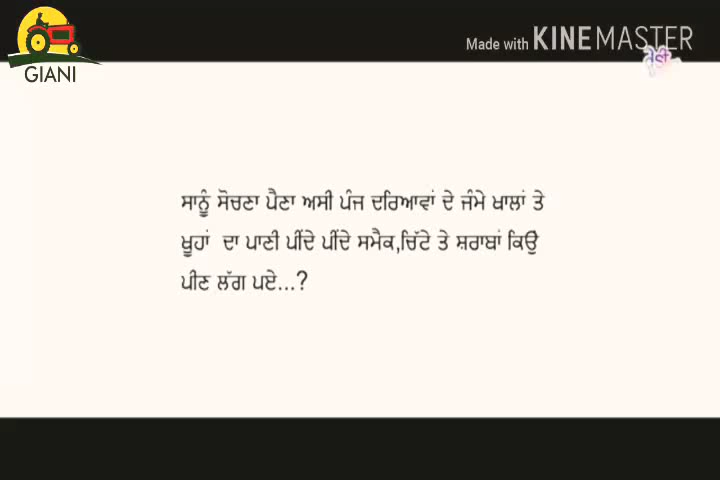 GIANI
Made with KINEMASTER
ਸਾਨੂੰ ਸੋਚਣਾ ਪੈਣਾ ਅਸੀ ਪੰਜ ਦਰਿਆਵਾਂ ਦੇ ਜੰਮੇ ਖਾਲਾਂ ਤੇ
ਖੂਹਾਂ ਦਾ ਪਾਣੀ ਪੀਂਦੇ ਪੀਂਦੇ ਸਮੈਕ,ਚਿੱਟੇ ਤੇ ਸ਼ਰਾਬਾਂ ਕਿਉਂ
ਪੀਣ ਲੱਗ ਪਏ...?